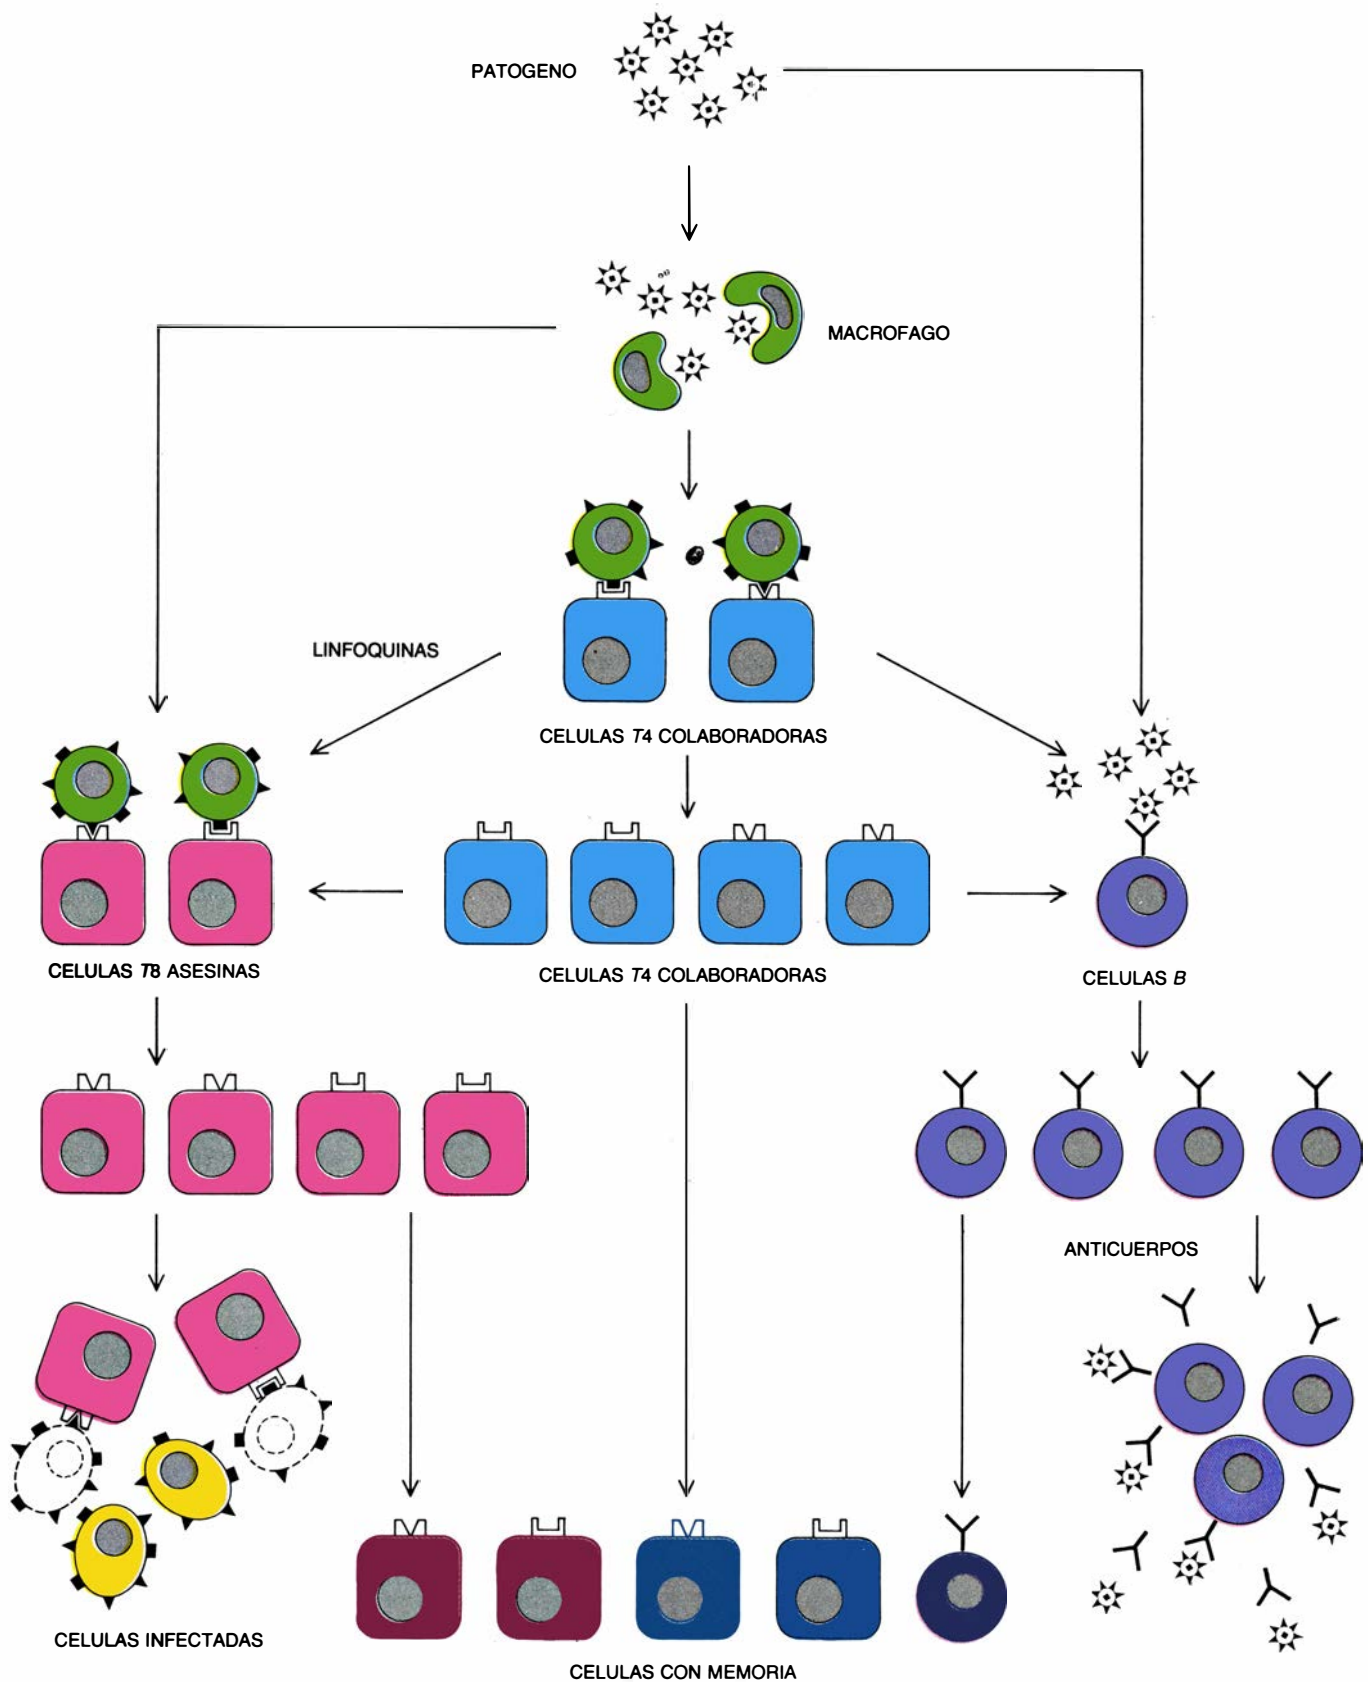 PATOGENO
MACROFAGO
LINFOQUINAS
CELULAS T4 COLABORADORAS
CELULAS T8 ASESINAS
CELULAS T4 COLABORADORAS
CELULAS B
ANTICUERPOS
CELULAS INFECTADAS
CELULAS CON MEMORIA